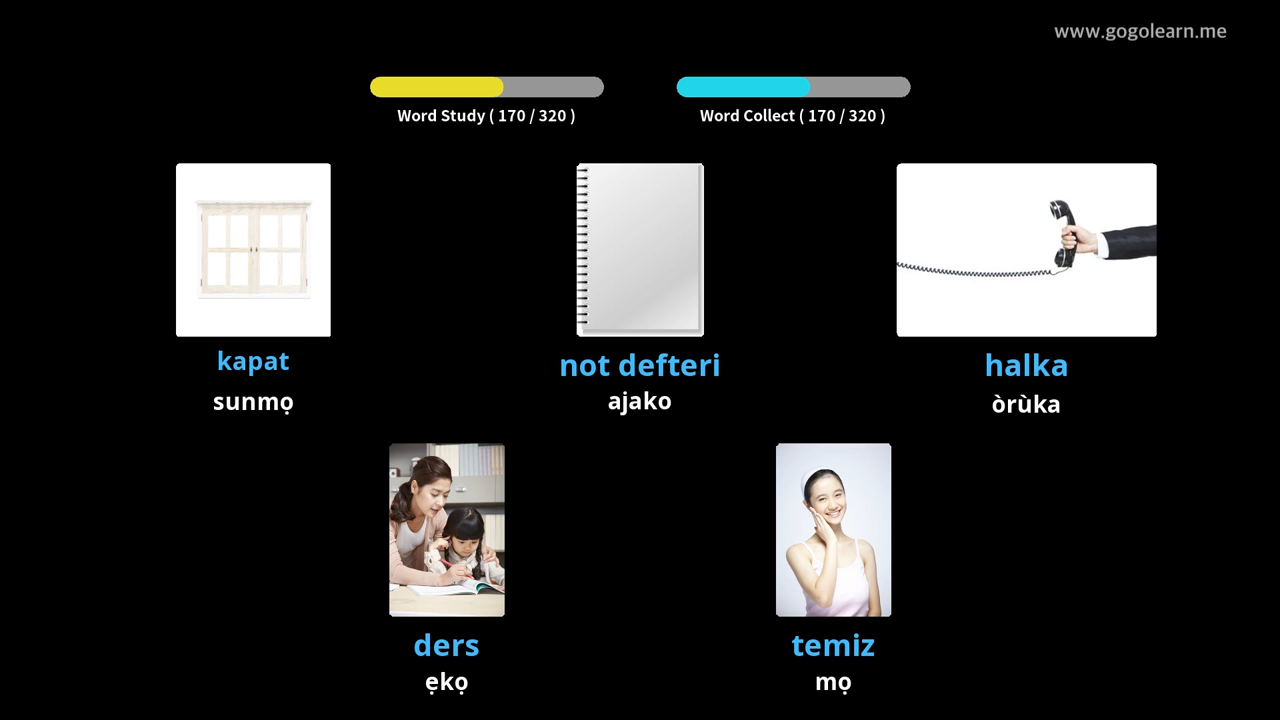 www.gogolearn.me
Word Study ( 170 / 320 )
Word Collect ( 170 / 320 )
kapat
sunmọ
not defteri
ajako
halka
òrùka
ders
ẹkọ
temiz
mọ